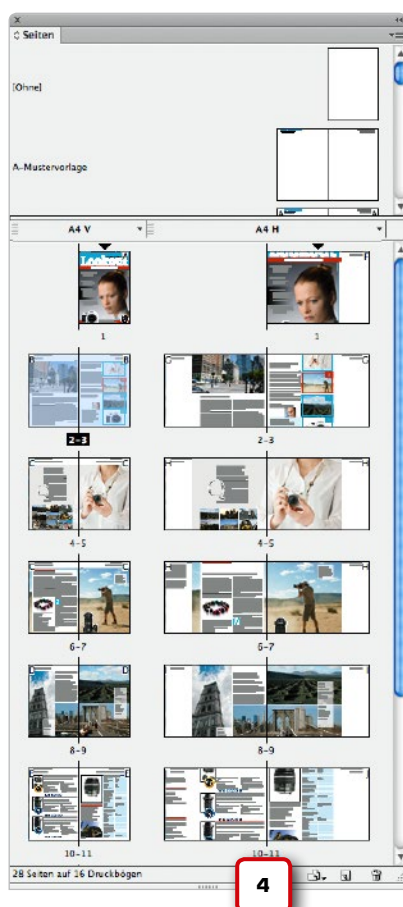 Seiten
[Ohne]
A-Mustervorlage
A4 V A4 H
1 1
2-3 2-3
4-5 4-5
6-7 6-7
8-9 8-9
10-11 10-11
28 Seiten auf 16 Druckbögen
4